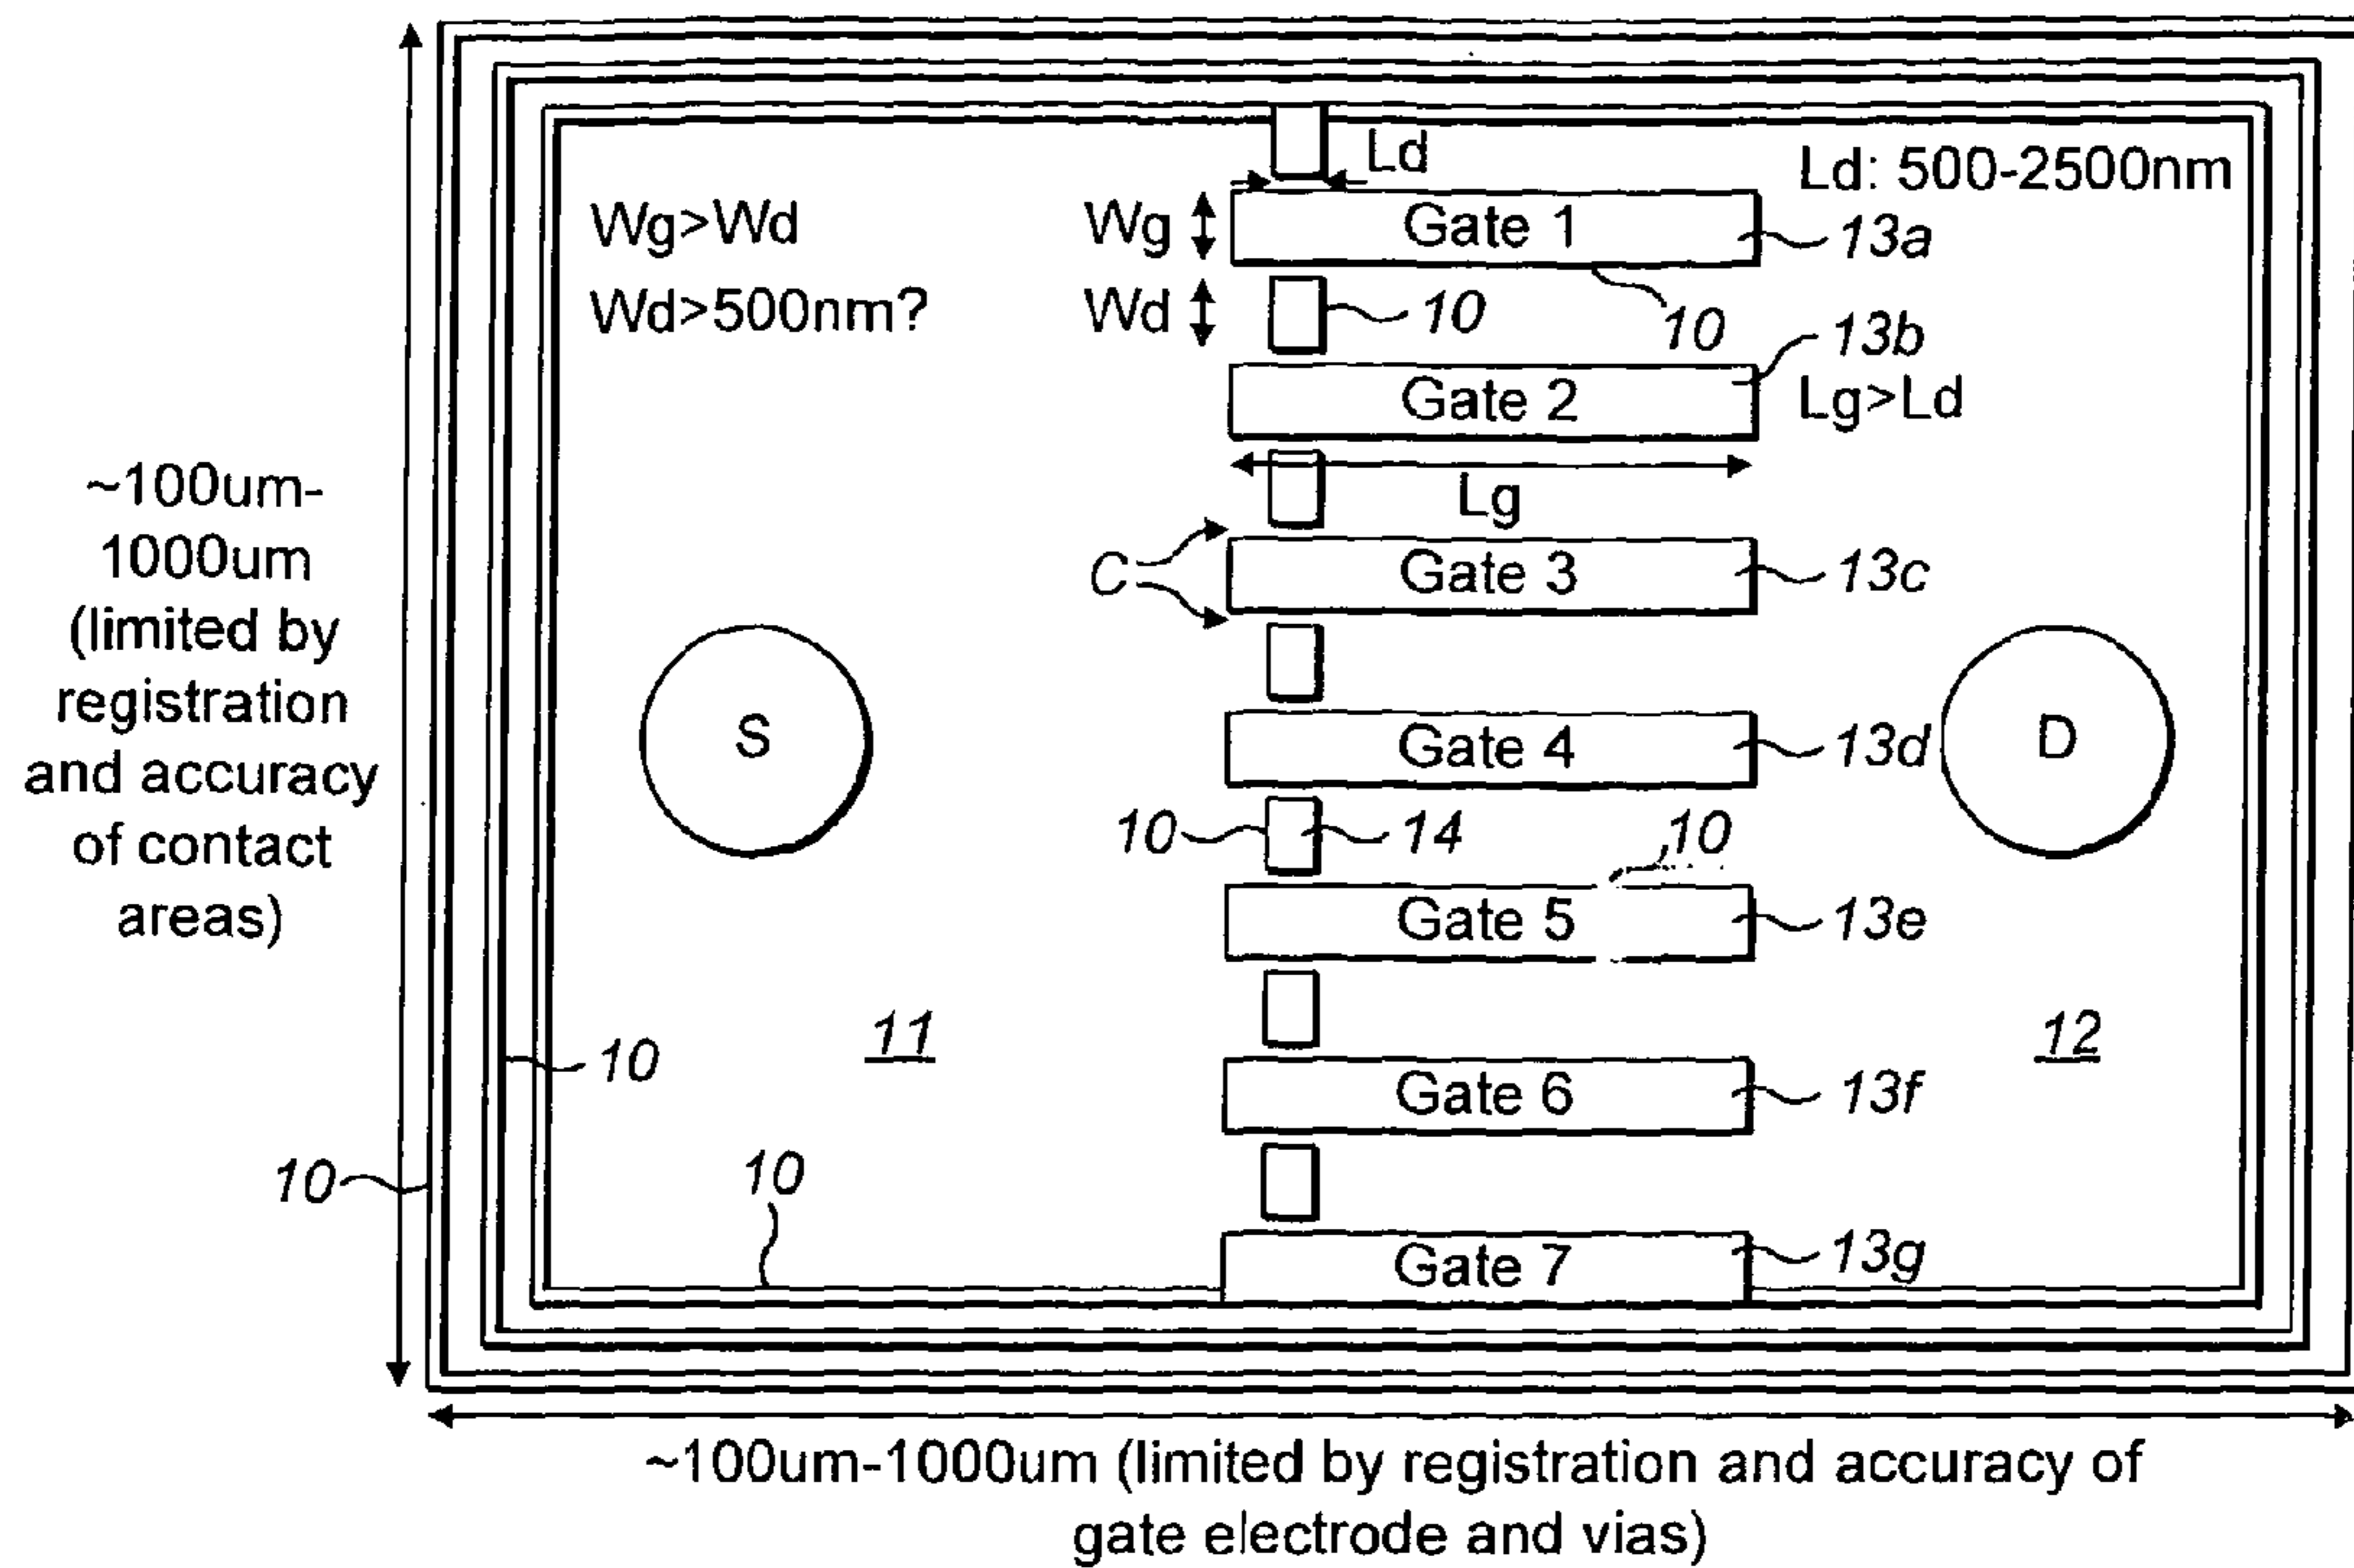 Ld
Ld: 500-2500nm
Wg>Wd
Wg
Gate 1
13a
Wd>500nm?
Wd
10
10
13b
Gate 2
Lg>Ld
~100um-
1000um
(limited by
registration
and accuracy
of contact
areas)
Lg
C
Gate 3
13c
S
Gate 4
13d
D
10
14
10
Gate 5
13e
11
12
10
Gate 6
13f
10
10
Gate 7
13g
~100um-1000um (limited by registration and accuracy of
gate electrode and vias)